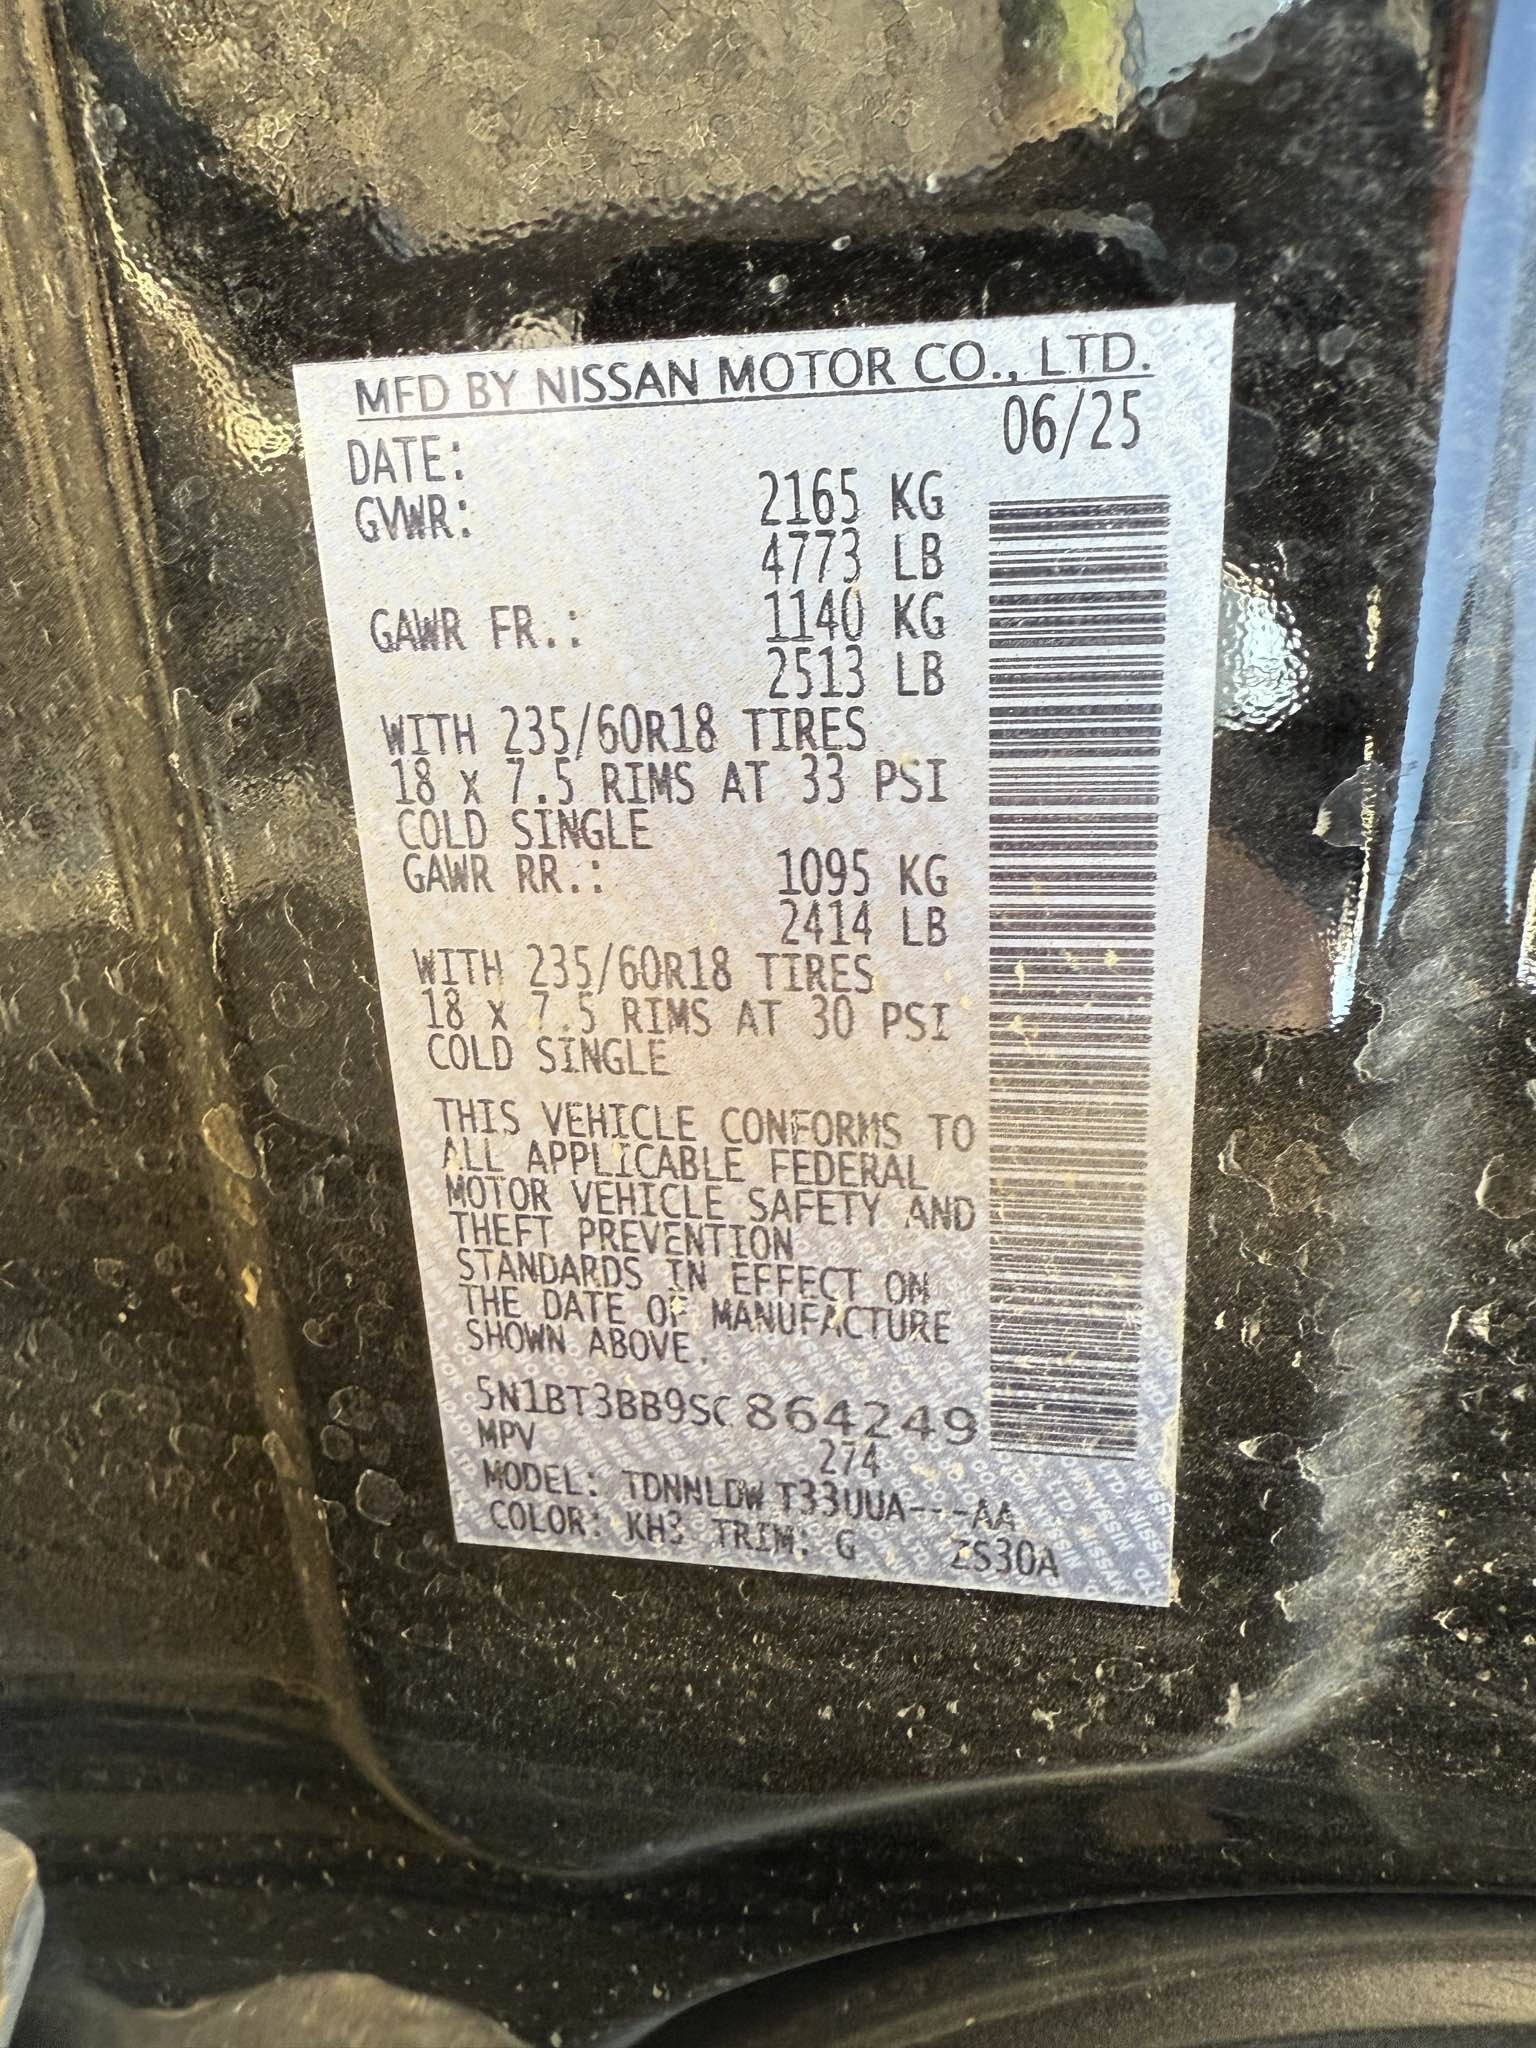 MFD BY NISSAN MOTOR CO., LTD.
DATE: 06/25
GVWR: 2165 KG
4773 LB
GAWR FR.: 1140 KG
2513 LB
WITH 235/60R18 TIRES
18 x 7.5 RIMS AT 33 PSI
COLD SINGLE
GAWR RR.: 1095 KG
2414 LB
WITH 235/60R18 TIRES
18 x 7.5 RIMS AT 30 PSI
COLD SINGLE
THIS VEHICLE CONFORMS TO
ALL APPLICABLE FEDERAL
MOTOR VEHICLE SAFETY AND
THEFT PREVENTION
STANDARDS IN EFFECT ON
THE DATE OF MANUFACTURE
SHOWN ABOVE.
5N1BT3BB9SC864249
MPV 274
MODEL: TDNNLDW T33UUA---AA
COLOR: KH3 TRIM: G ZS30A